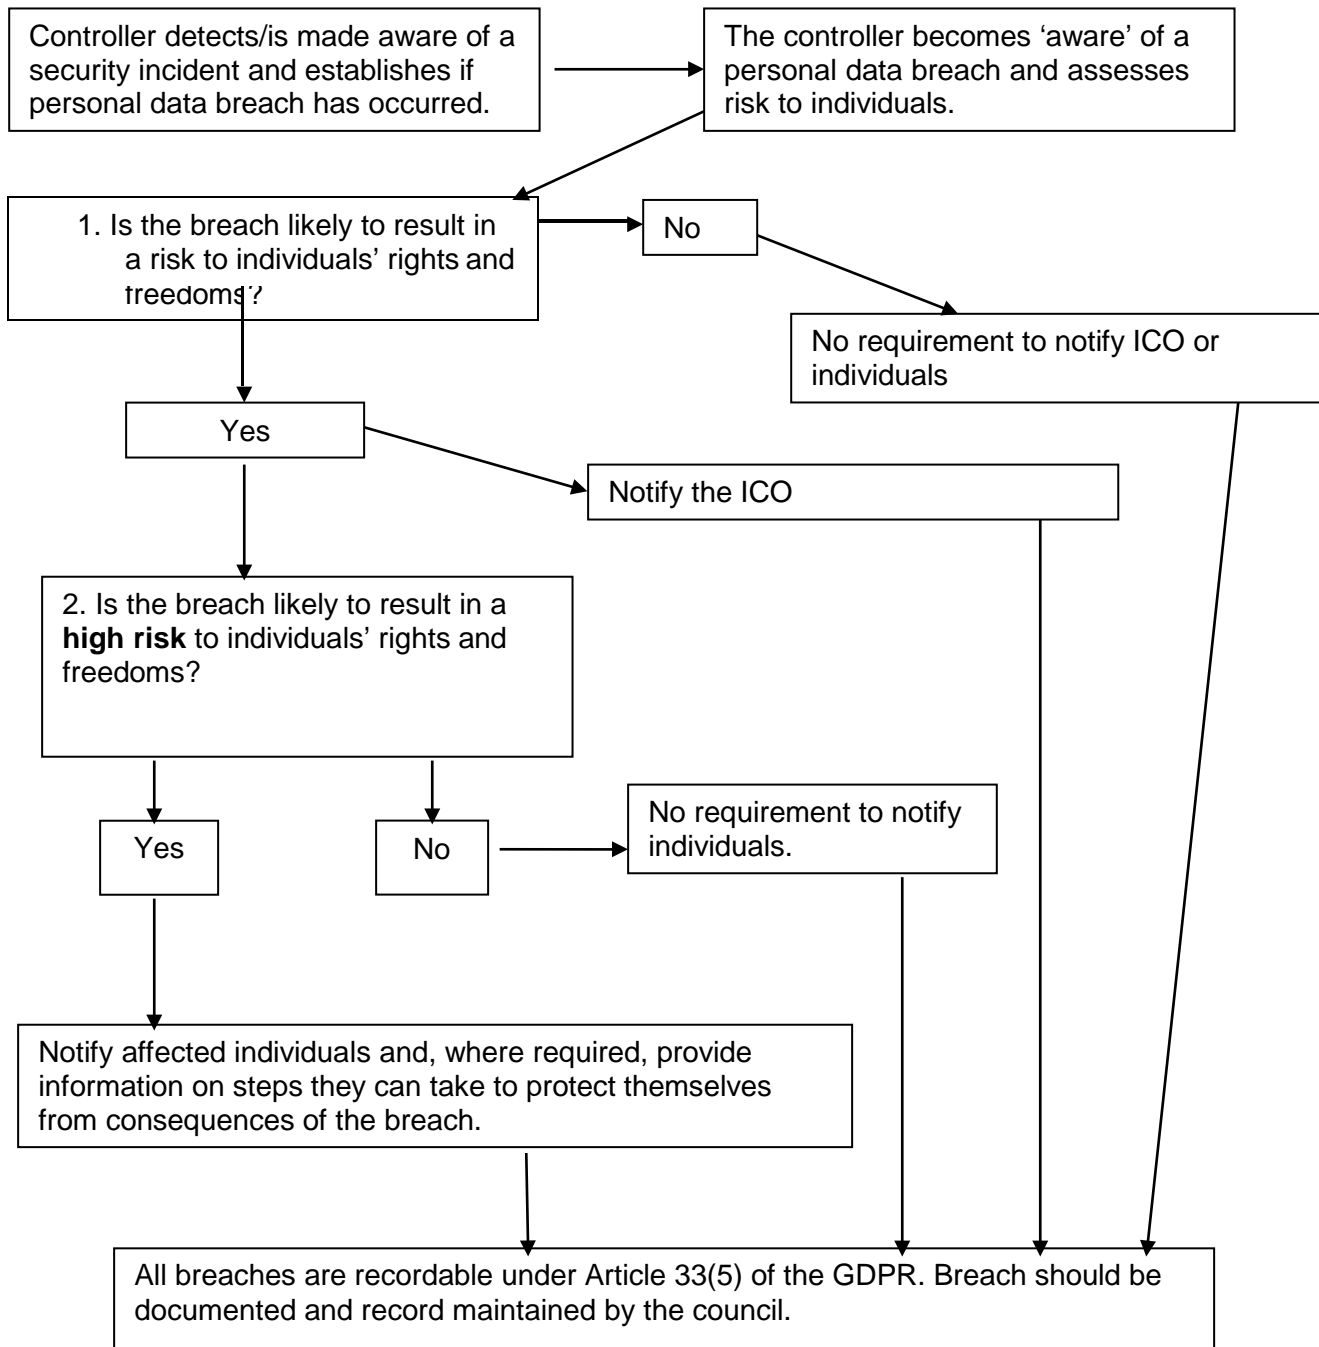 Controller detects/is made aware of a
security incident and establishes if
personal data breach has occurred.
The controller becomes ‘aware’ of a
personal data breach and assesses
risk to individuals.
1. Is the breach likely to result in
a risk to individuals’ rights and
freedoms?
No
No requirement to notify ICO or
individuals
Yes
Notify the ICO
2. Is the breach likely to result in a
high risk to individuals’ rights and
freedoms?
Yes
No
No requirement to notify
individuals.
Notify affected individuals and, where required, provide
information on steps they can take to protect themselves
from consequences of the breach.
All breaches are recordable under Article 33(5) of the GDPR. Breach should be
documented and record maintained by the council.